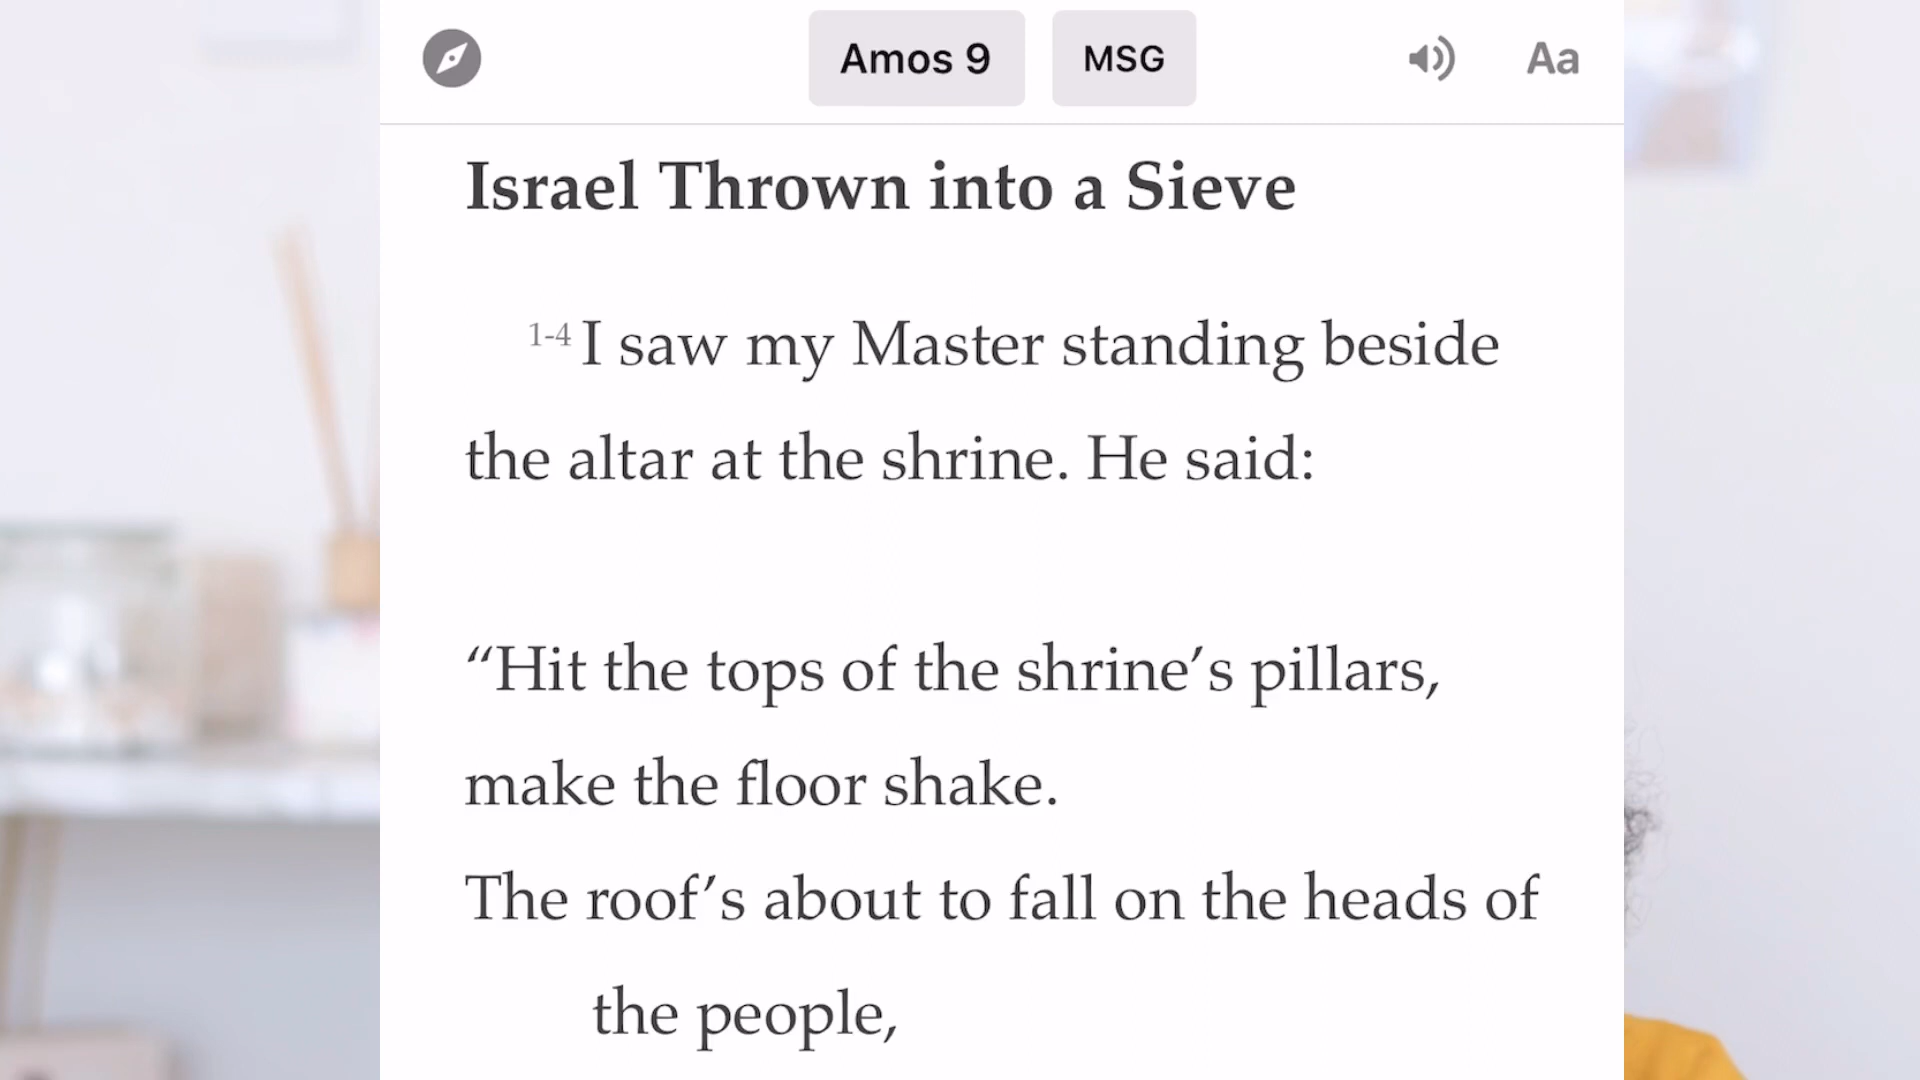 Amos 9 MSG Aa
Israel Thrown into a Sieve
1-4 I saw my Master standing beside
the altar at the shrine. He said:
“Hit the tops of the shrine’s pillars,
make the floor shake.
The roof’s about to fall on the heads of
the people,